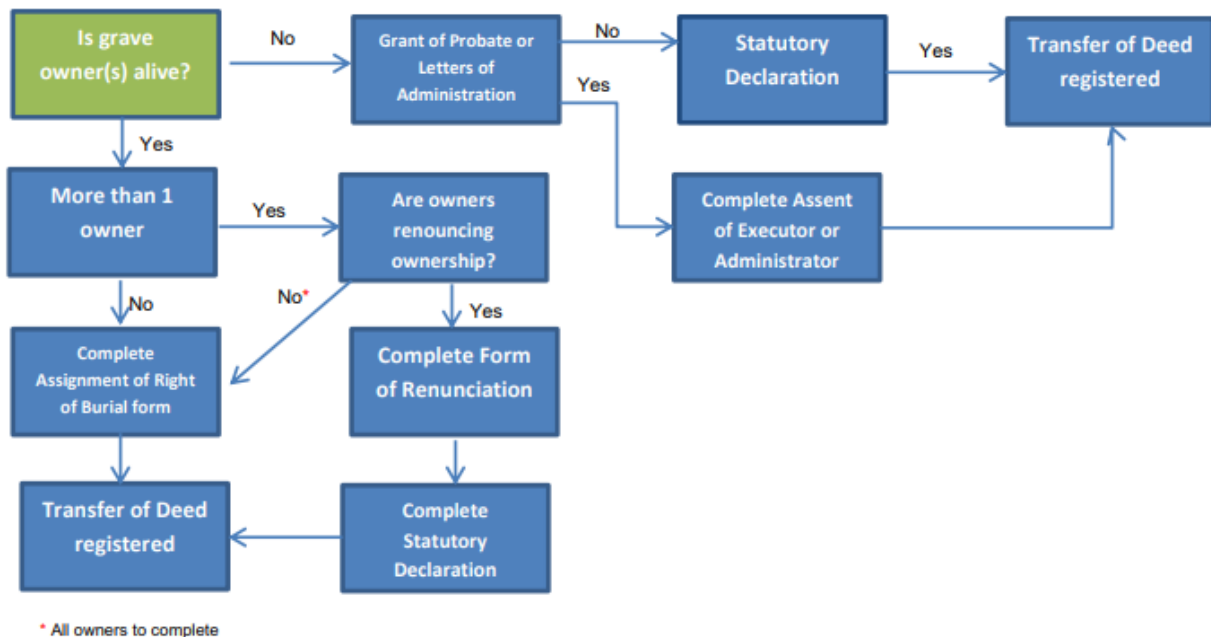 Is grave
owner(s) alive?
No
Grant of Probate or
Letters of
Administration
No
Statutory
Declaration
Yes
Transfer of Deed
registered
Yes
Yes
More than 1
owner
Yes
Are owners
renouncing
ownership?
Complete Assent
of Executor or
Administrator
No
No*
Yes
Complete
Assignment of Right
of Burial form
Complete Form
of Renunciation
Transfer of Deed
registered
Complete
Statutory
Declaration
* All owners to complete